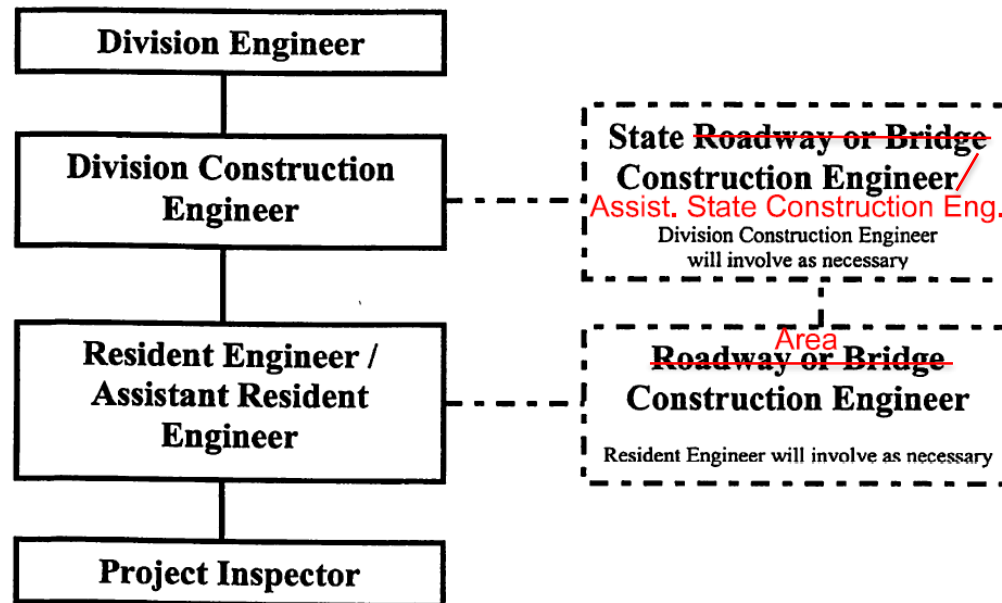 Division Engineer
Division Construction
Engineer
State Roadway or Bridge
Construction Engineer/
Assist. State Construction Eng.
Division Construction Engineer
will involve as necessary
Resident Engineer /
Assistant Resident
Engineer
Area
Roadway or Bridge
Construction Engineer
Resident Engineer will involve as necessary
Project Inspector